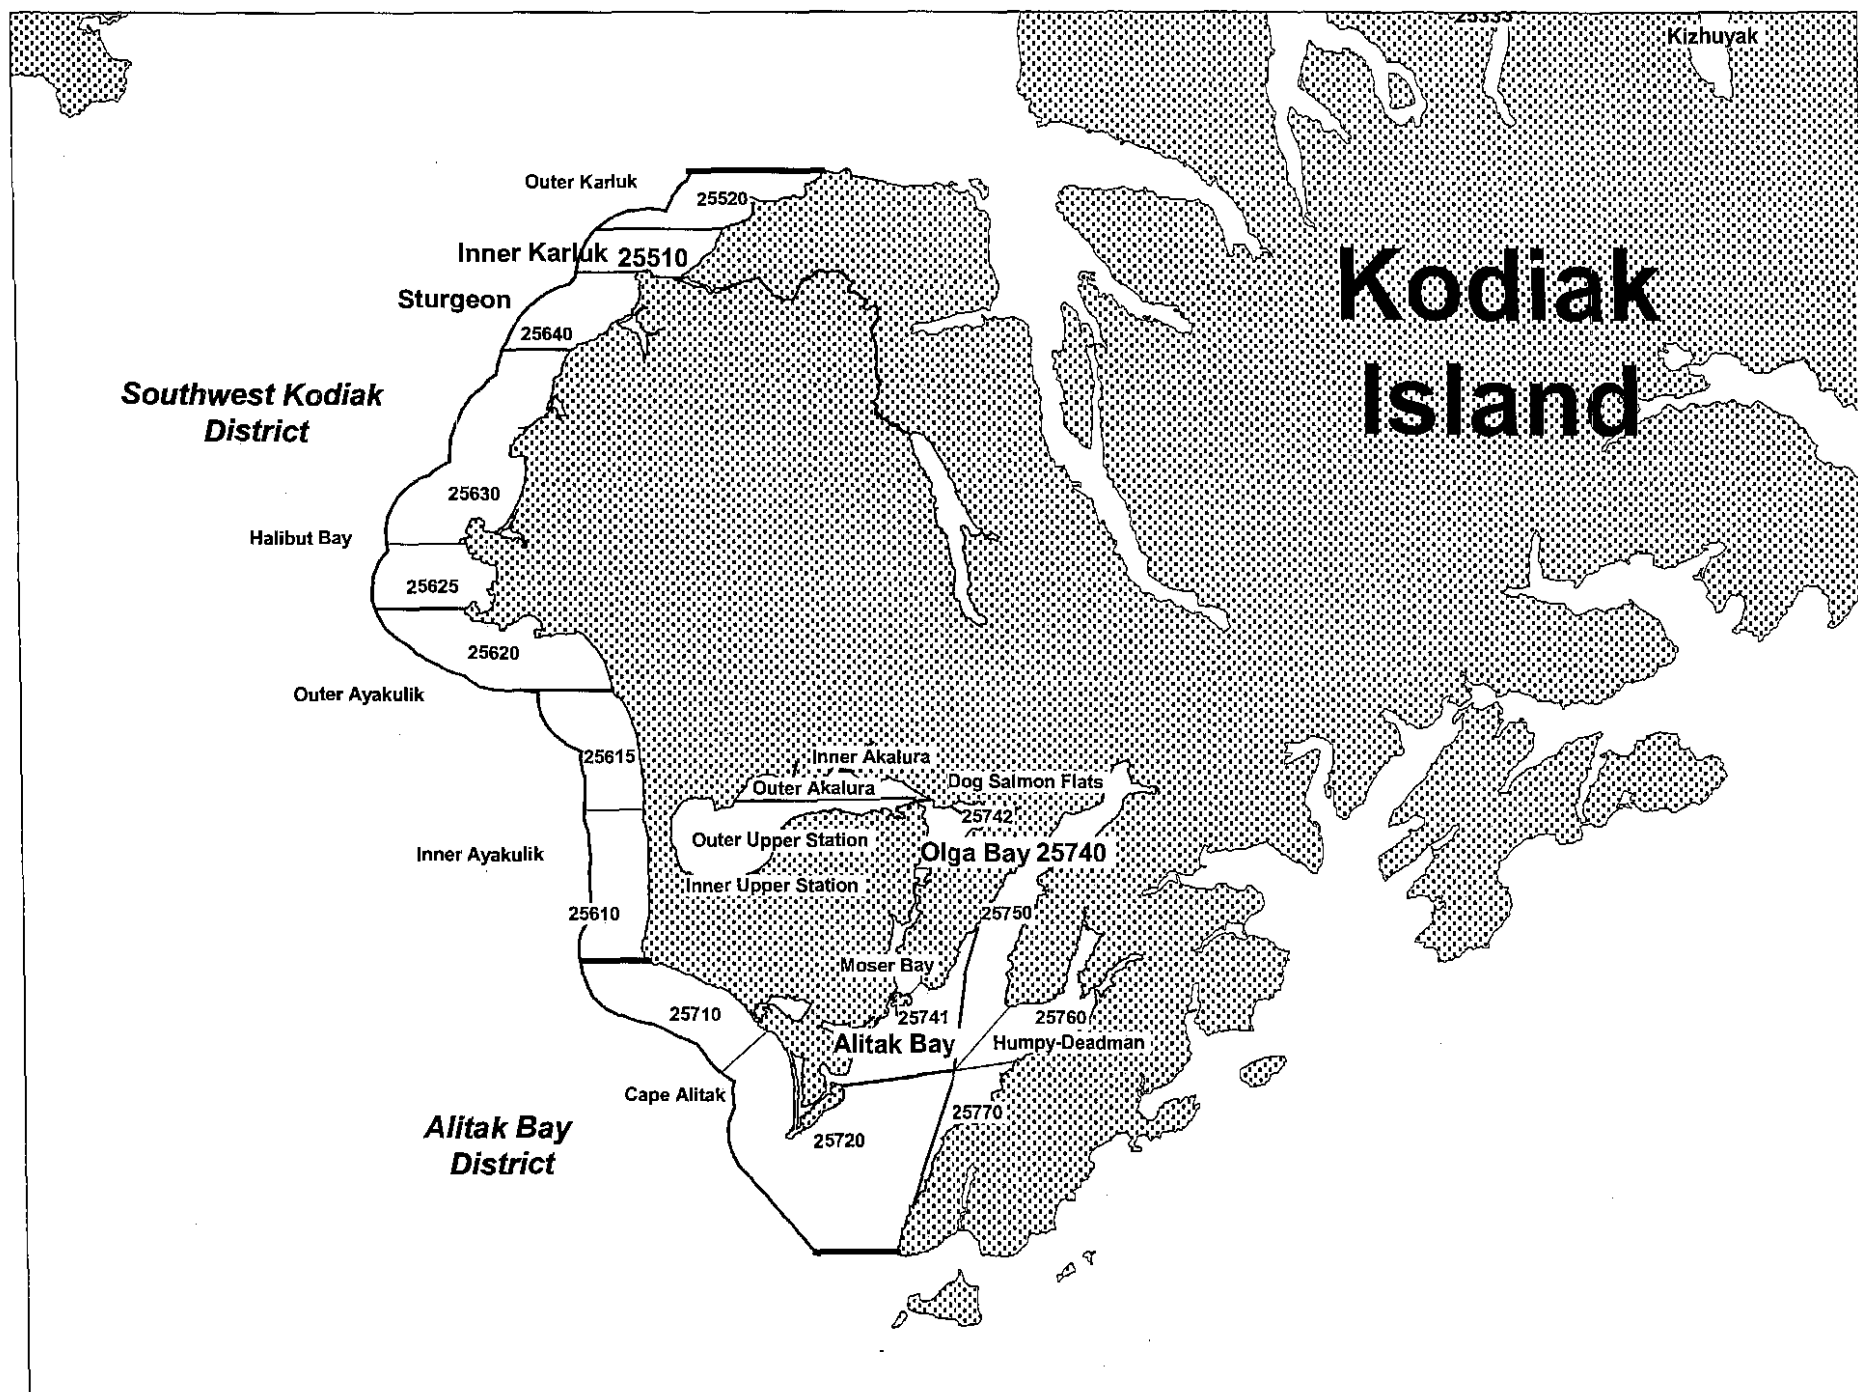 25335
Kizhuyak
Outer Karluk
25520
Inner Karluk 25510
Sturgeon
25640
Kodiak
Island
Southwest Kodiak
District
25630
Halibut Bay
25625
25620
Outer Ayakulik
25615
Inner Akalura
Outer Akalura
Dog Salmon Flats
25742
Outer Upper Station
Olga Bay 25740
Inner Ayakulik
Inner Upper Station
25610
25750
Moser Bay
25710
25741
25760
Alitak Bay
Humpy-Deadman
Cape Alitak
25770
Alitak Bay
District
25720